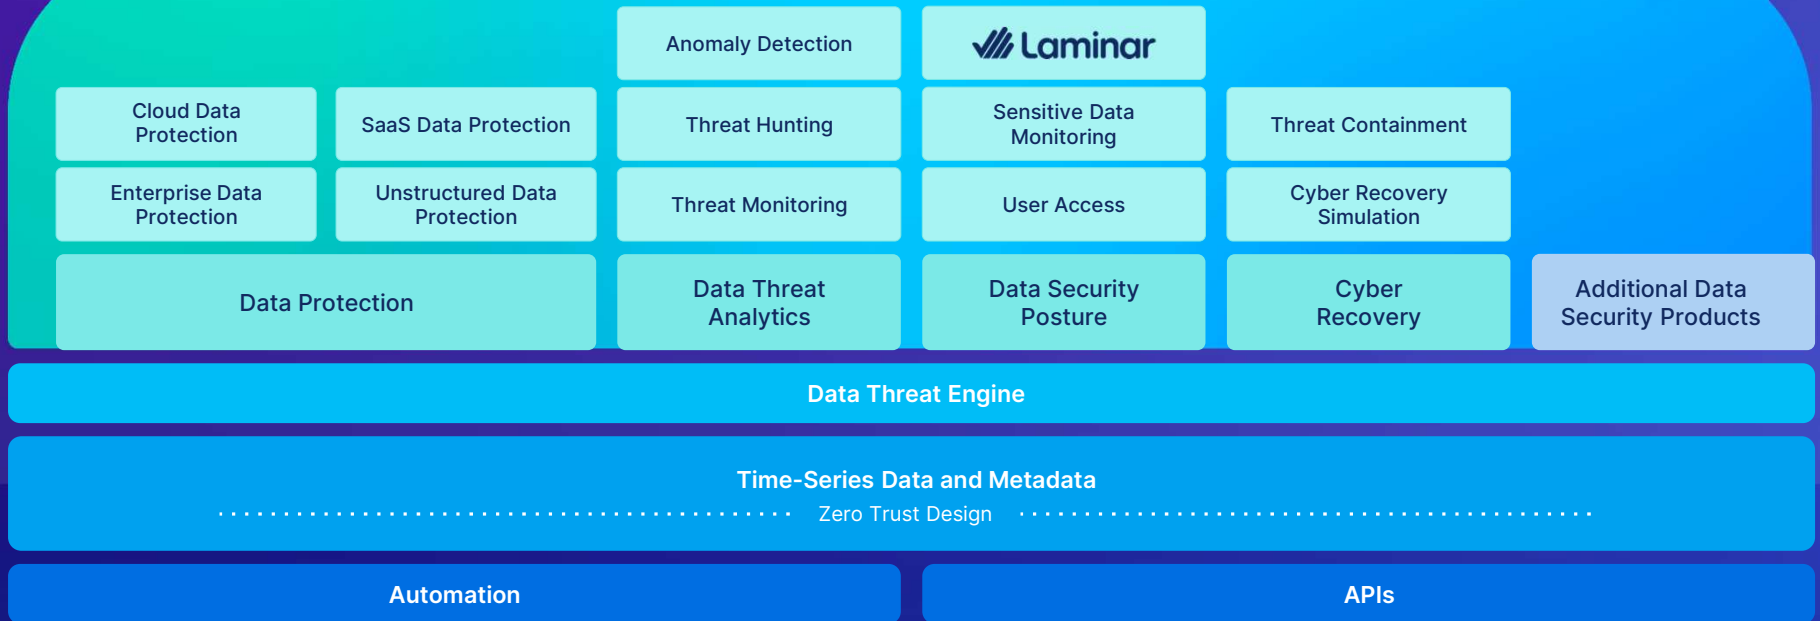 Anomaly Detection
Laminar
Cloud Data
Protection
SaaS Data Protection
Threat Hunting
Sensitive Data
Monitoring
Threat Containment
Enterprise Data
Protection
Unstructured Data
Protection
Threat Monitoring
User Access
Cyber Recovery
Simulation
Data Protection
Data Threat
Analytics
Data Security
Posture
Cyber
Recovery
Additional Data
Security Products
Data Threat Engine
Time-Series Data and Metadata
Zero Trust Design
Automation
APIs